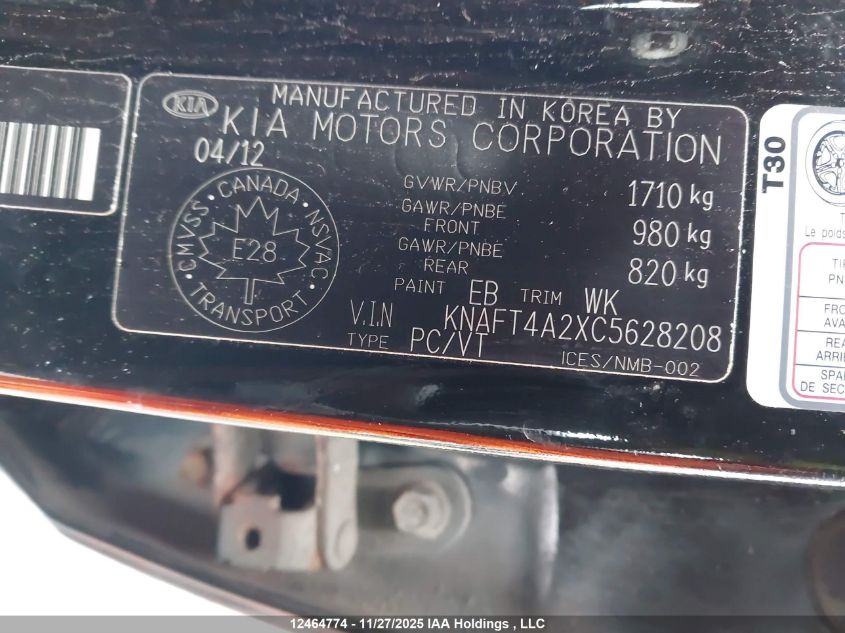 KIA
MANUFACTURED IN KOREA BY
KIA MOTORS CORPORATION
04/12
CMVSS · CANADA · NSVAC
E28
TRANSPORT
GVWR/PNBV 1710 kg
GAWR/PNBE FRONT 980 kg
GAWR/PNBE REAR 820 kg
PAINT EB TRIM WK
V.I.N KNAFT4A2XC5628208
TYPE PC/VT
ICES/NMB-002
T30
Le poids
12464774 - 11/27/2025 IAA Holdings , LLC